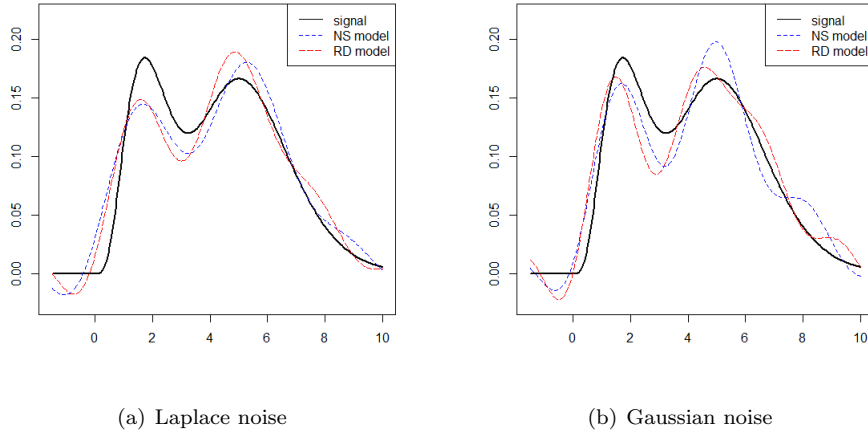 signal
NS model
RD model
0.20
0.15
0.10
0.05
0.00
0 2 4 6 8 10
(a) Laplace noise
signal
NS model
RD model
0.20
0.15
0.10
0.05
0.00
0 2 4 6 8 10
(b) Gaussian noise